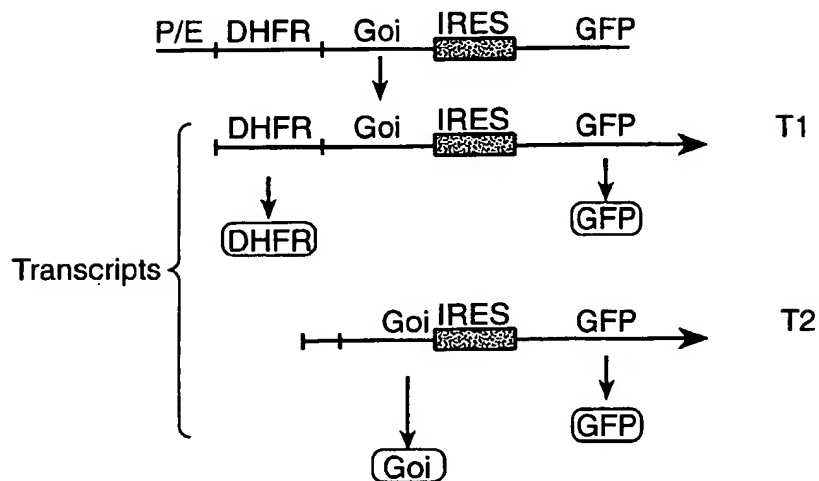 P/E DHFR Goi IRES GFP
DHFR Goi IRES GFP T1
DHFR GFP
Transcripts
Goi IRES GFP T2
GFP
Goi